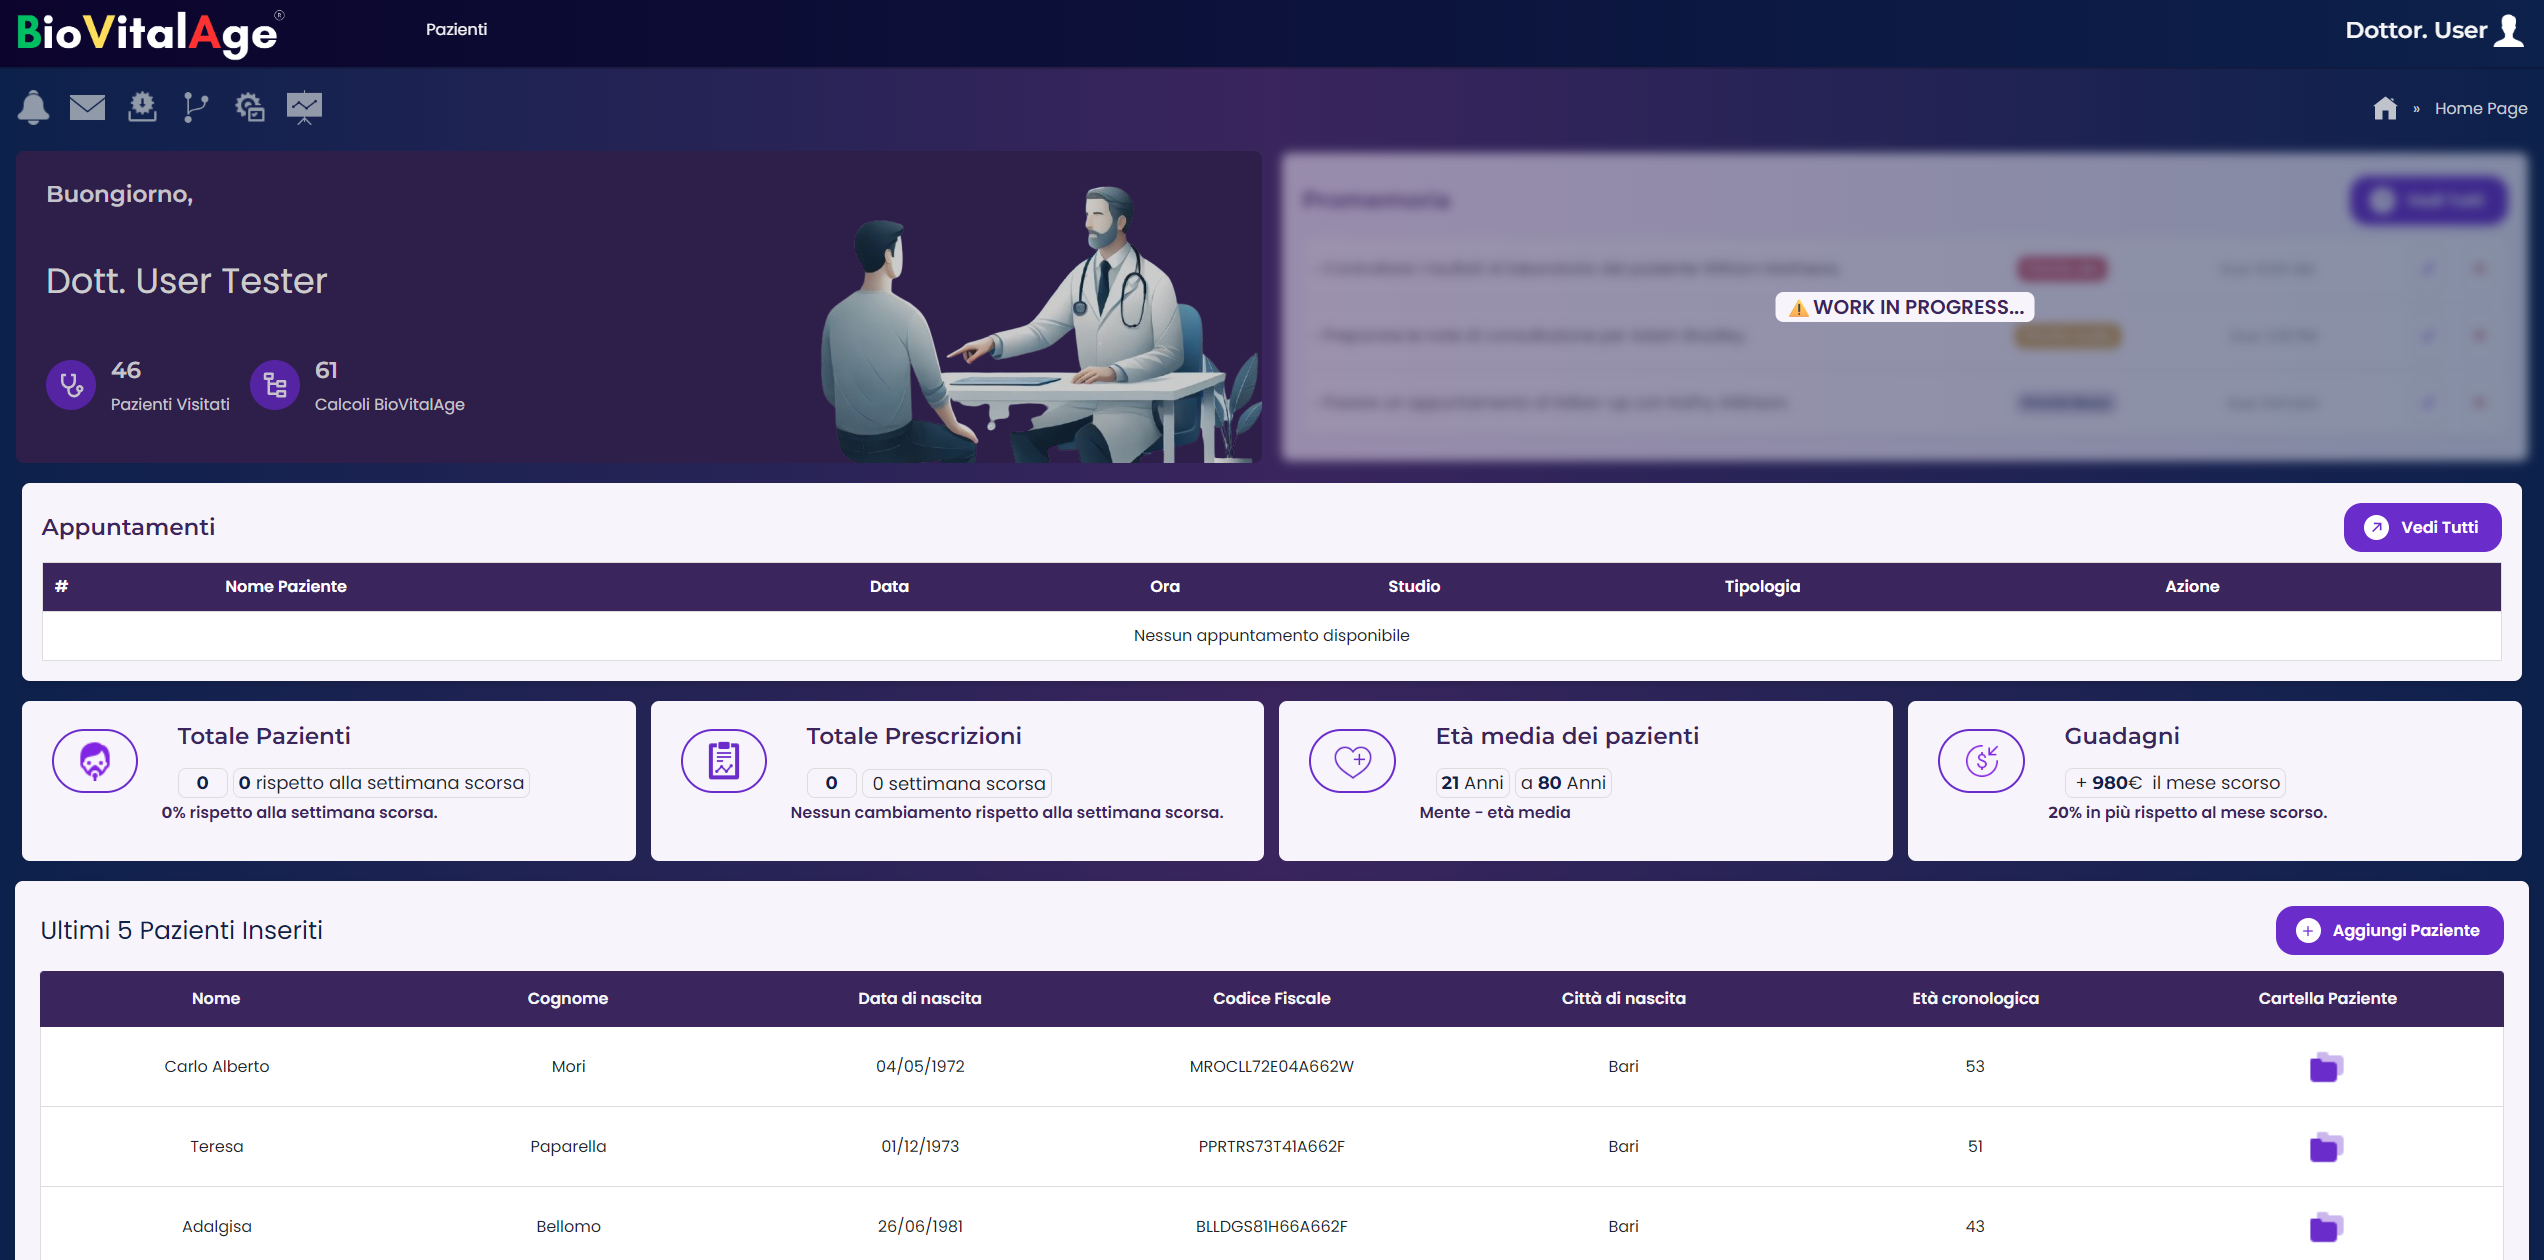 BioVitalAge®
Pazienti
Dottor. User
» Home Page
Buongiorno,
Dott. User Tester
46
Pazienti Visitati
61
Calcoli BioVitalAge
Promemoria
Vedi Tutti
WORK IN PROGRESS...
Appuntamenti
Vedi Tutti
# Nome Paziente Data Ora Studio Tipologia Azione
Nessun appuntamento disponibile
Totale Pazienti
0 0 rispetto alla settimana scorsa
0% rispetto alla settimana scorsa.
Totale Prescrizioni
0 0 settimana scorsa
Nessun cambiamento rispetto alla settimana scorsa.
Età media dei pazienti
21 Anni a 80 Anni
Mente - età media
Guadagni
+ 980€ il mese scorso
20% in più rispetto al mese scorso.
Ultimi 5 Pazienti Inseriti
Aggiungi Paziente
Nome Cognome Data di nascita Codice Fiscale Città di nascita Età cronologica Cartella Paziente
Carlo Alberto Mori 04/05/1972 MROCLL72E04A662W Bari 53
Teresa Paparella 01/12/1973 PPRTRS73T41A662F Bari 51
Adalgisa Bellomo 26/06/1981 BLLDGS81H66A662F Bari 43